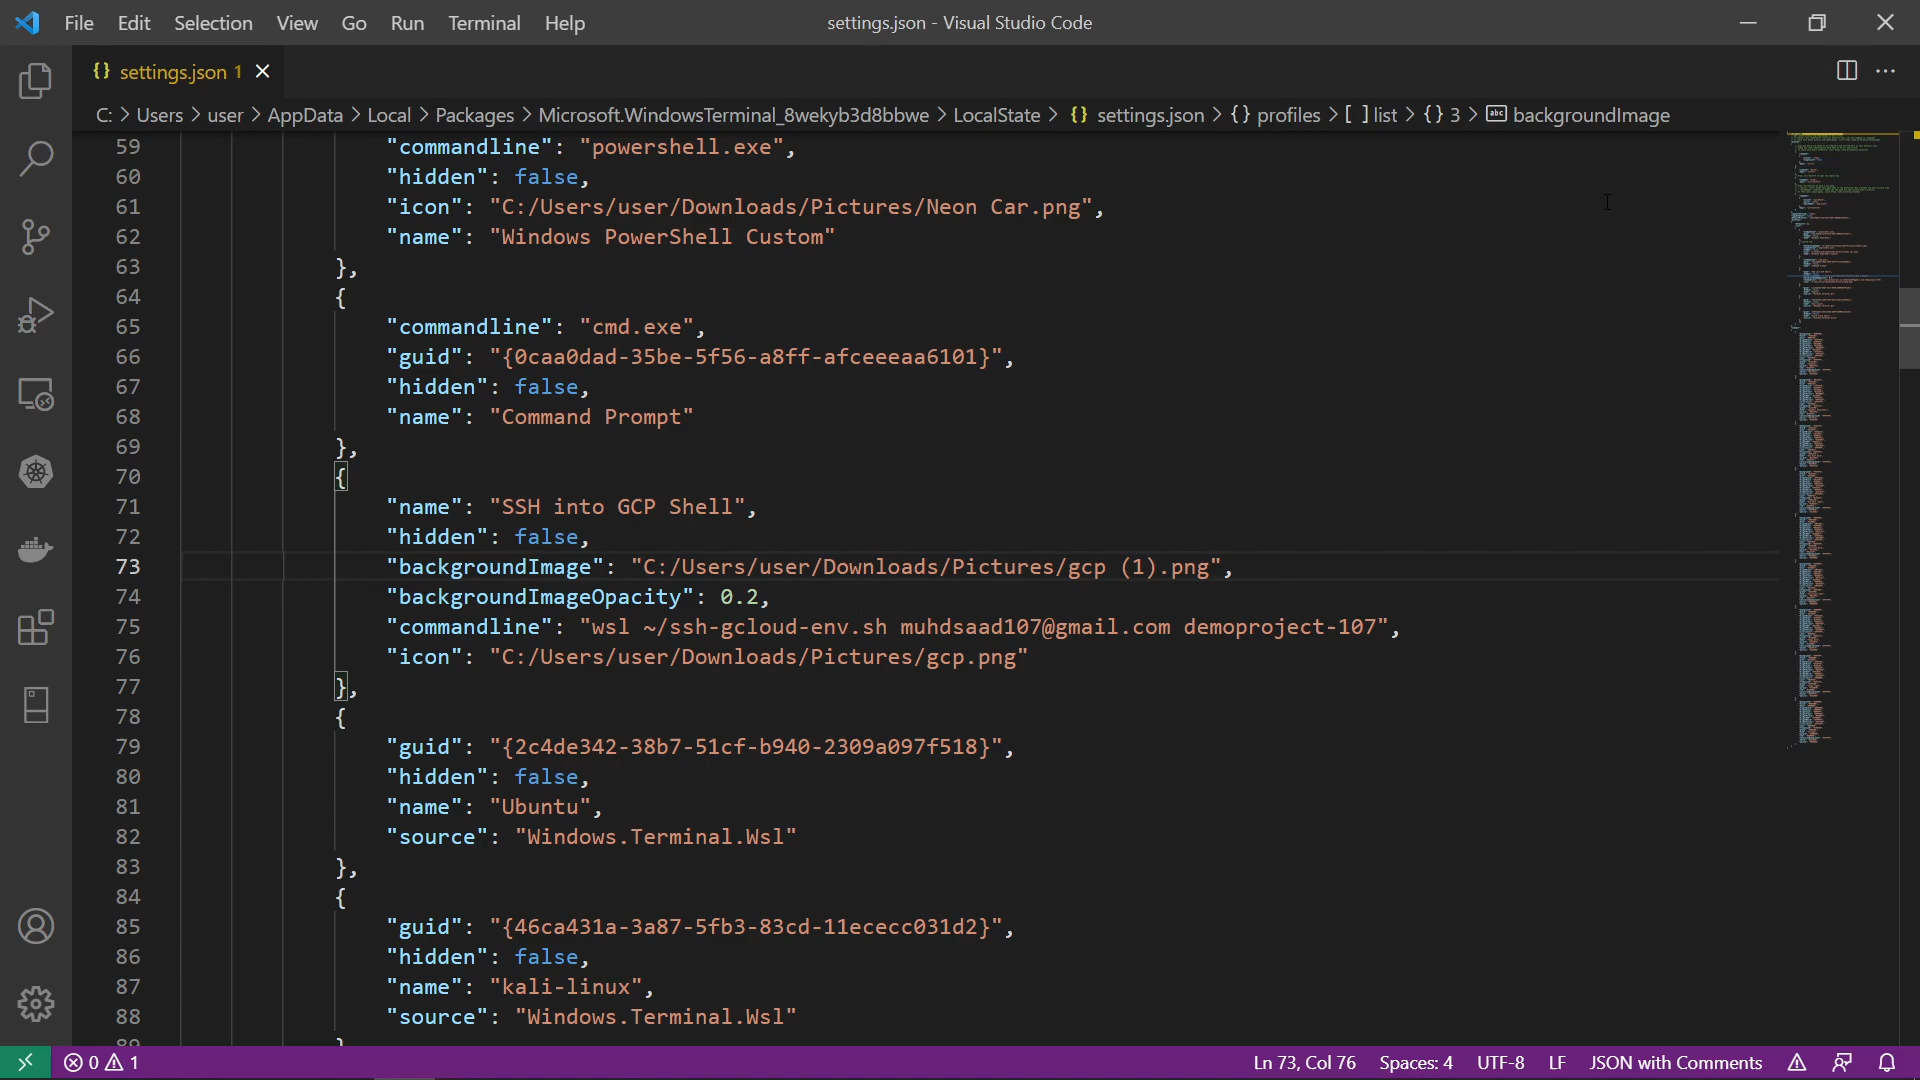 File Edit Selection View Go Run Terminal Help settings.json - Visual Studio Code
{} settings.json 1
C: > Users > user > AppData > Local > Packages > Microsoft.WindowsTerminal_8wekyb3d8bbwe > LocalState > {} settings.json > {} profiles > [ ] list > {} 3 > abc backgroundImage
59 "commandline": "powershell.exe",
60 "hidden": false,
61 "icon": "C:/Users/user/Downloads/Pictures/Neon Car.png",
62 "name": "Windows PowerShell Custom"
63 },
64 {
65 "commandline": "cmd.exe",
66 "guid": "{0caa0dad-35be-5f56-a8ff-afceeeaa6101}",
67 "hidden": false,
68 "name": "Command Prompt"
69 },
70 {
71 "name": "SSH into GCP Shell",
72 "hidden": false,
73 "backgroundImage": "C:/Users/user/Downloads/Pictures/gcp (1).png",
74 "backgroundImageOpacity": 0.2,
75 "commandline": "wsl ~/ssh-gcloud-env.sh muhdsaad107@gmail.com demoproject-107",
76 "icon": "C:/Users/user/Downloads/Pictures/gcp.png"
77 },
78 {
79 "guid": "{2c4de342-38b7-51cf-b940-2309a097f518}",
80 "hidden": false,
81 "name": "Ubuntu",
82 "source": "Windows.Terminal.Wsl"
83 },
84 {
85 "guid": "{46ca431a-3a87-5fb3-83cd-11ececc031d2}",
86 "hidden": false,
87 "name": "kali-linux",
88 "source": "Windows.Terminal.Wsl"
89 }
0 1 Ln 73, Col 76 Spaces: 4 UTF-8 LF JSON with Comments